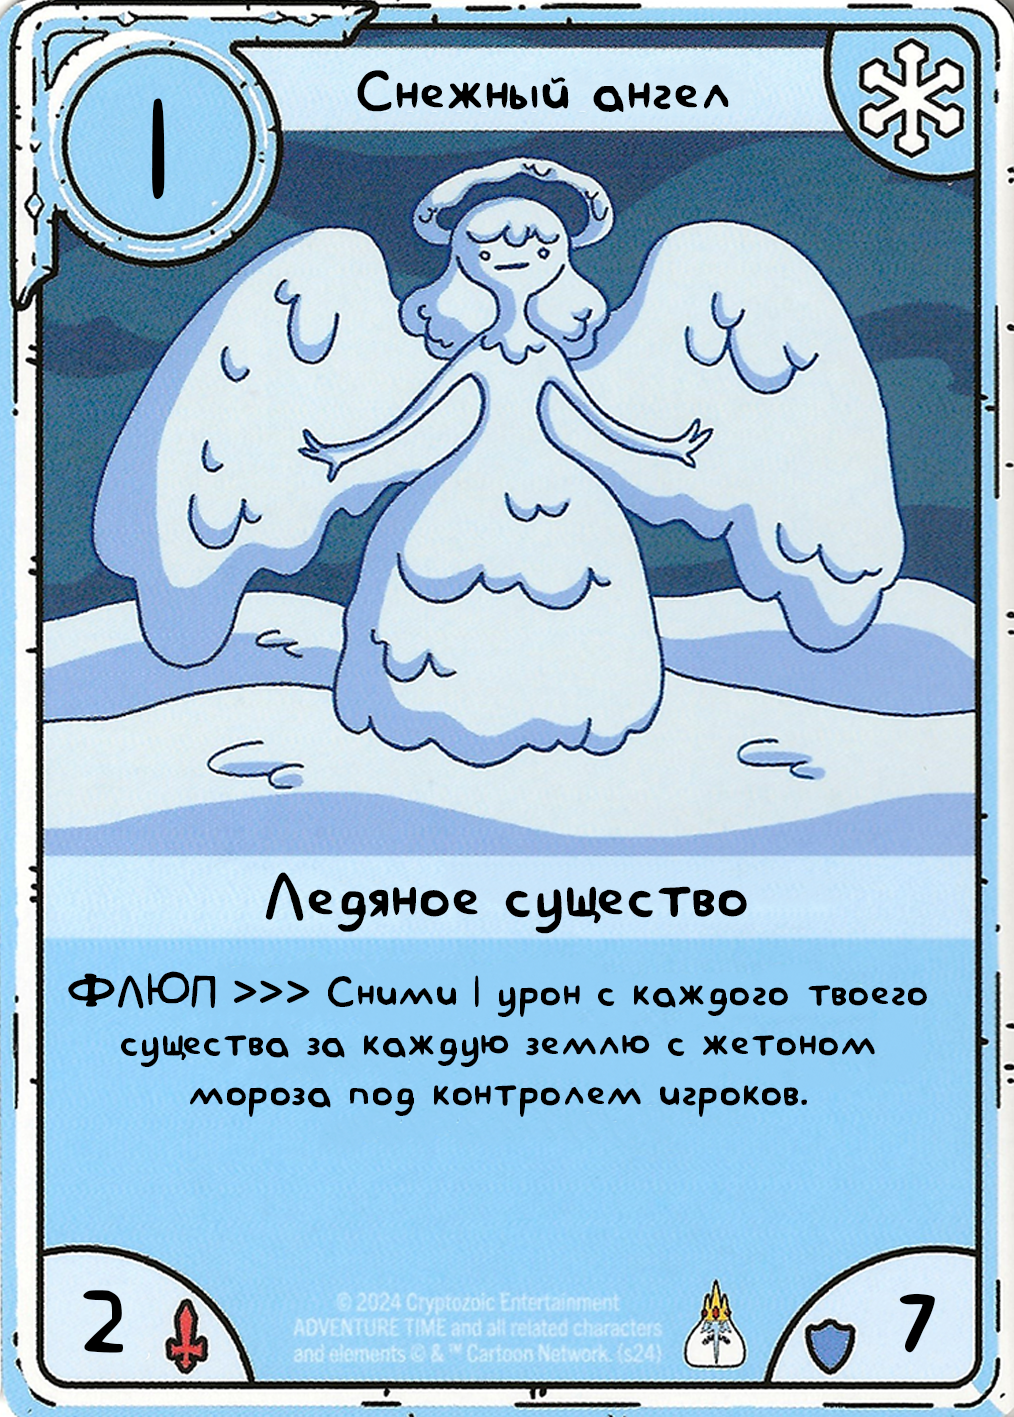 1
Снежный ангел
Ледяное существо
ФЛЮП >>> Сними 1 урон с каждого твоего
существа за каждую землю с жетоном
мороза под контролем игроков.
2
© 2024 Cryptozoic Entertainment
ADVENTURE TIME and all related characters
and elements © & ™ Cartoon Network. (s24)
7